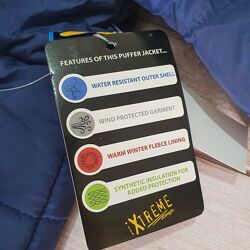 FEATURES OF THIS PUFFER JACKET...
WATER RESISTANT OUTER SHELL
WIND PROTECTED GARMENT
WARM WINTER FLEECE LINING
SYNTHETIC INSULATION FOR
ADDED PROTECTION
iXTREME